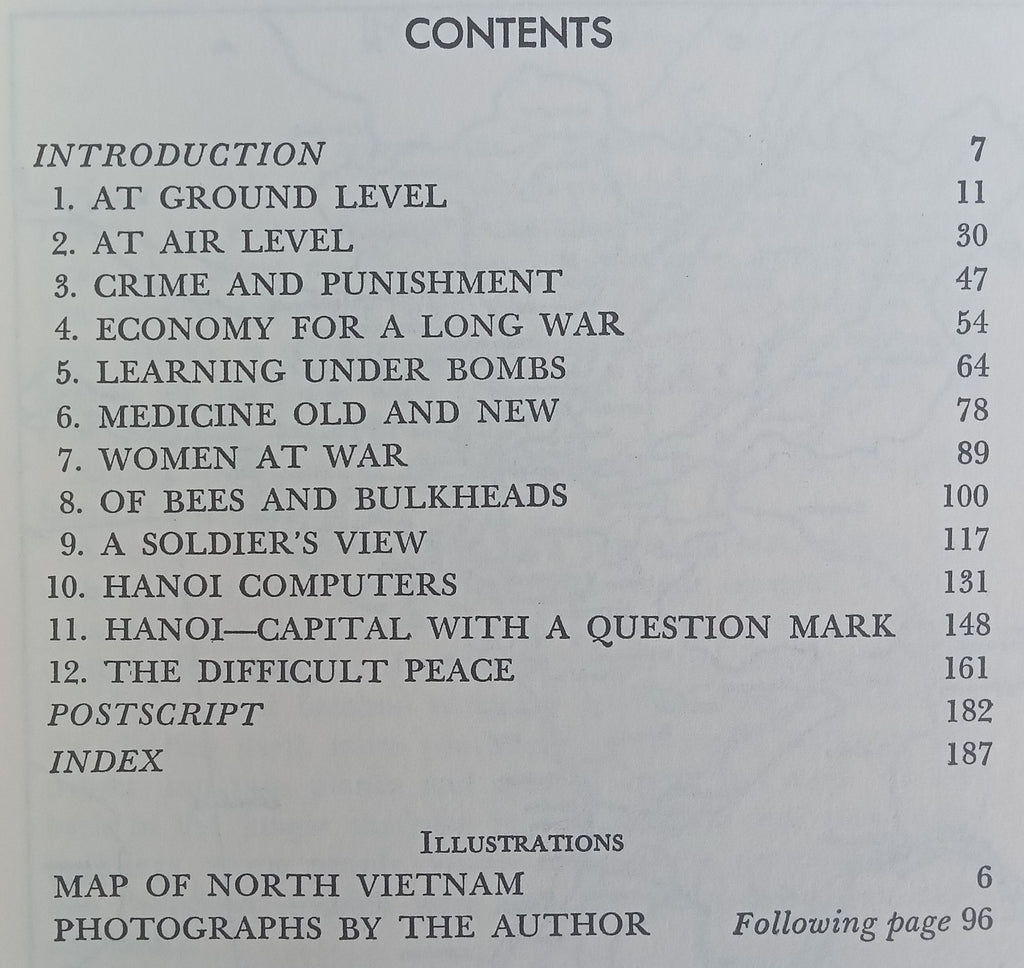 CONTENTS
INTRODUCTION 7
1. AT GROUND LEVEL 11
2. AT AIR LEVEL 30
3. CRIME AND PUNISHMENT 47
4. ECONOMY FOR A LONG WAR 54
5. LEARNING UNDER BOMBS 64
6. MEDICINE OLD AND NEW 78
7. WOMEN AT WAR 89
8. OF BEES AND BULKHEADS 100
9. A SOLDIER'S VIEW 117
10. HANOI COMPUTERS 131
11. HANOI—CAPITAL WITH A QUESTION MARK 148
12. THE DIFFICULT PEACE 161
POSTSCRIPT 182
INDEX 187
ILLUSTRATIONS
MAP OF NORTH VIETNAM 6
PHOTOGRAPHS BY THE AUTHOR Following page 96